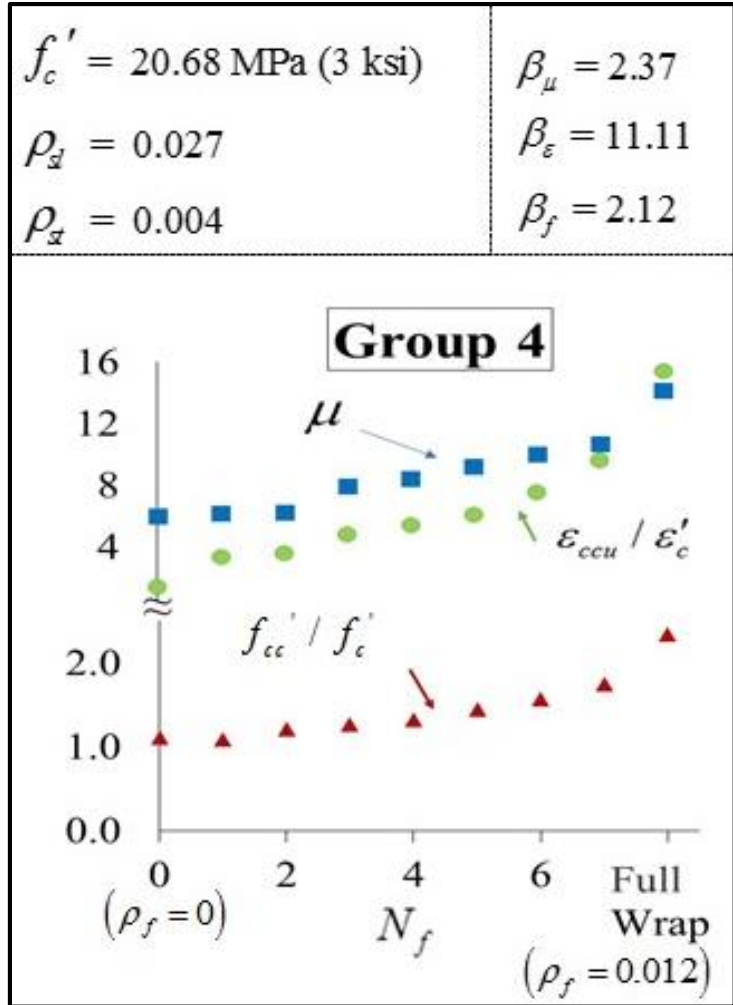 f_c' = 20.68 MPa (3 ksi)
ρ_sl = 0.027
ρ_st = 0.004
β_μ = 2.37
β_ε = 11.11
β_f = 2.12
Group 4
16
12
8
4
μ
ε_ccu / ε_c'
f_cc' / f_c'
2.0
1.0
0.0
0 2 4 6 Full Wrap
(ρ_f = 0) N_f (ρ_f = 0.012)